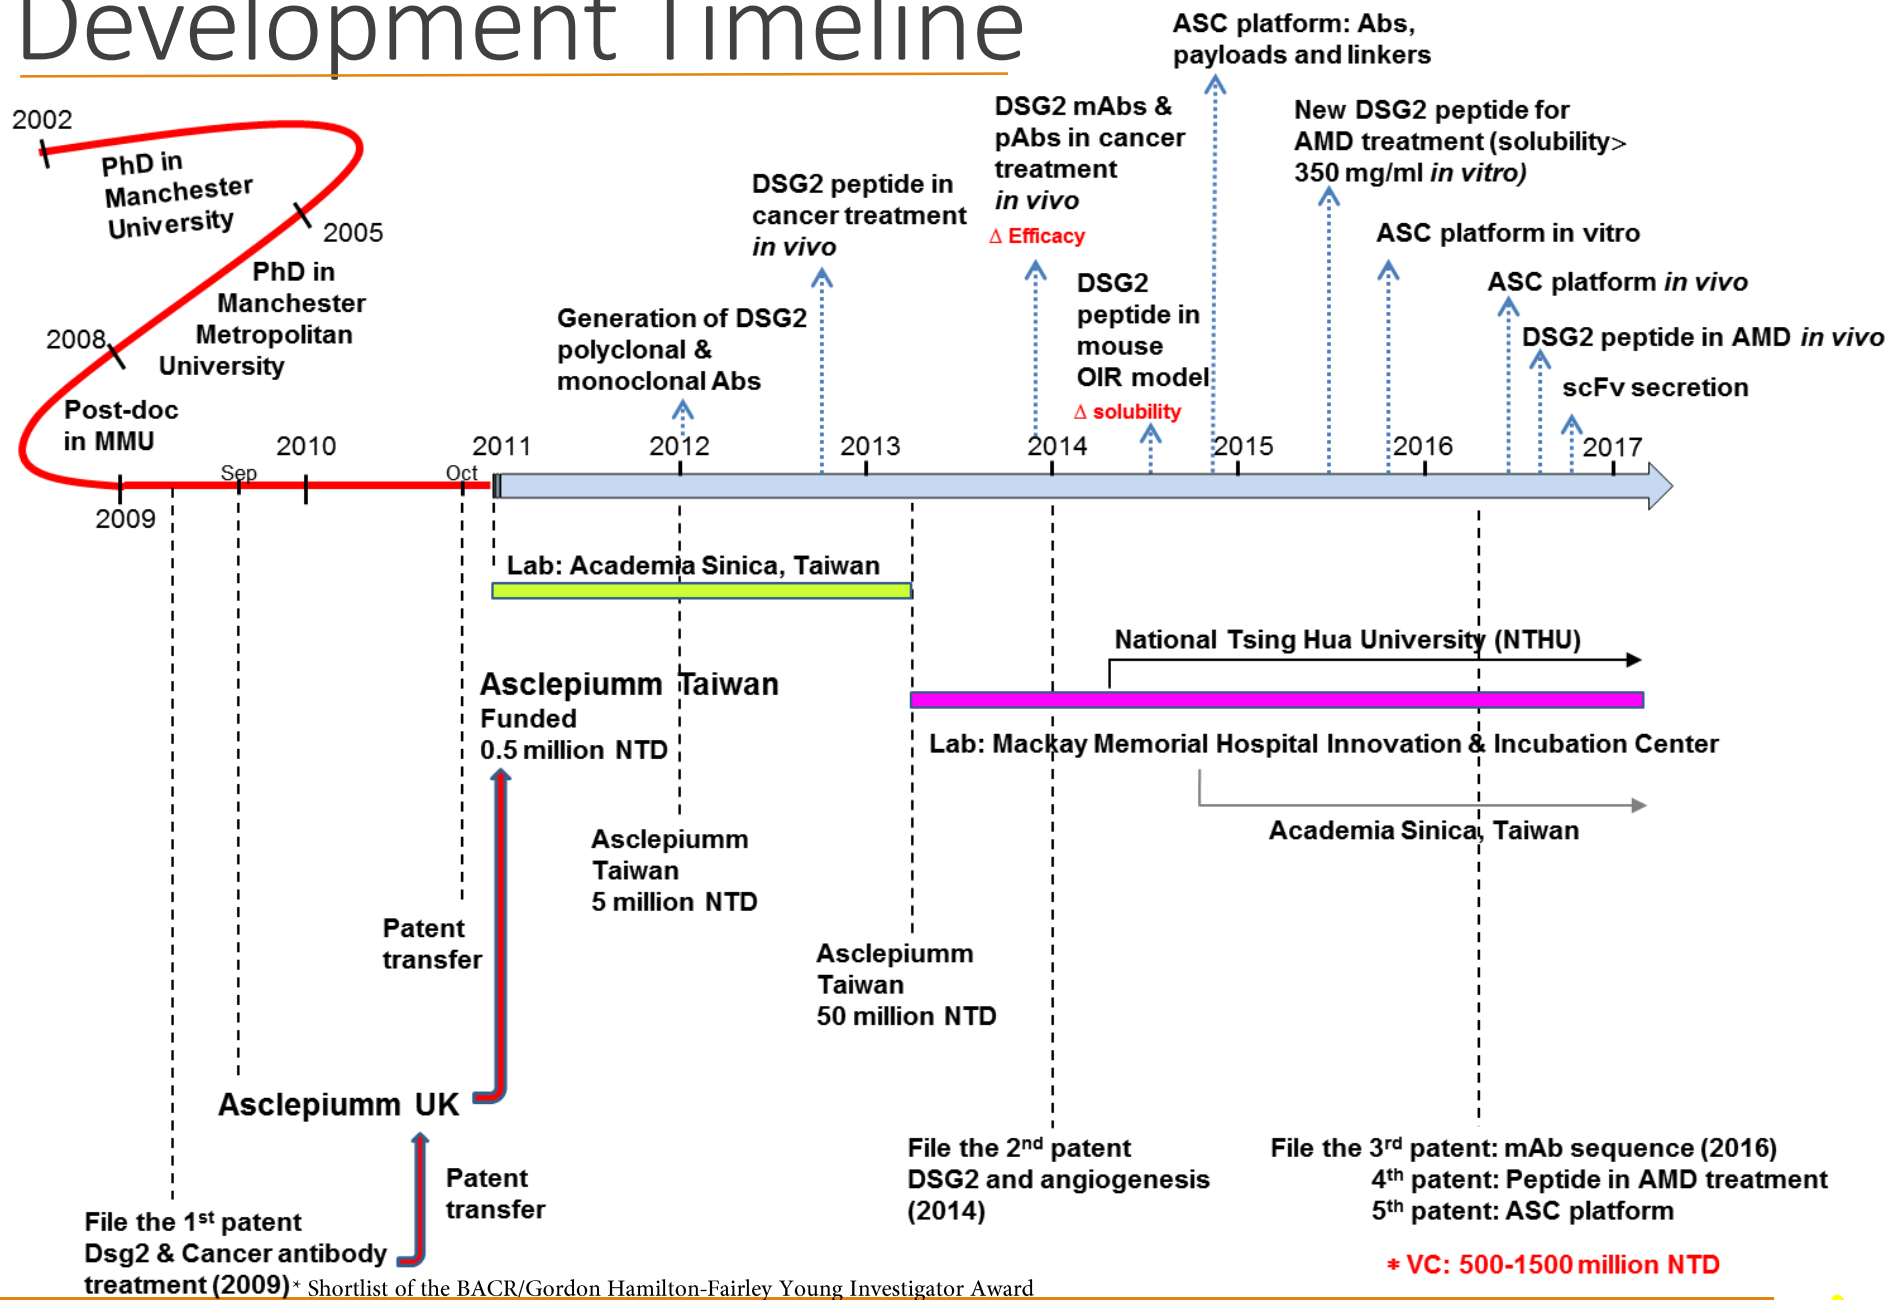 Development Timeline
ASC platform: Abs,
payloads and linkers
2002
PhD in
Manchester
University
2005
PhD in
Manchester
Metropolitan
University
2008
Post-doc
in MMU
DSG2 mAbs &
pAbs in cancer
treatment
in vivo
Δ Efficacy
New DSG2 peptide for
AMD treatment (solubility>
350 mg/ml in vitro)
DSG2 peptide in
cancer treatment
in vivo
ASC platform in vitro
DSG2
peptide in
mouse
OIR model
Δ solubility
ASC platform in vivo
Generation of DSG2
polyclonal &
monoclonal Abs
DSG2 peptide in AMD in vivo
scFv secretion
2010
2011
2012
2013
2014
2015
2016
2017
Sep
Oct
2009
Lab: Academia Sinica, Taiwan
National Tsing Hua University (NTHU)
Asclepiumm Taiwan
Funded
0.5 million NTD
Lab: Mackay Memorial Hospital Innovation & Incubation Center
Academia Sinica, Taiwan
Asclepiumm
Taiwan
5 million NTD
Patent
transfer
Asclepiumm
Taiwan
50 million NTD
Asclepiumm UK
Patent
transfer
File the 2nd patent
DSG2 and angiogenesis
(2014)
File the 3rd patent: mAb sequence (2016)
4th patent: Peptide in AMD treatment
5th patent: ASC platform
File the 1st patent
Dsg2 & Cancer antibody
treatment (2009)
* VC: 500-1500 million NTD
* Shortlist of the BACR/Gordon Hamilton-Fairley Young Investigator Award